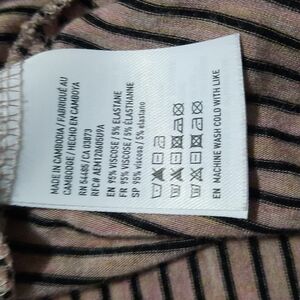 MADE IN CAMBODIA / FABRIQUÉ AU
CAMBODGE / HECHO EN CAMBOYA
RN 54486 / CA 03873
EN 95% VISCOSE / 5% ELASTANE
FR 95% VISCOSE / 5% ÉLASTHANNE
SP 95% viscosa / 5% elastano
EN MACHINE WASH COLD WITH LIKE